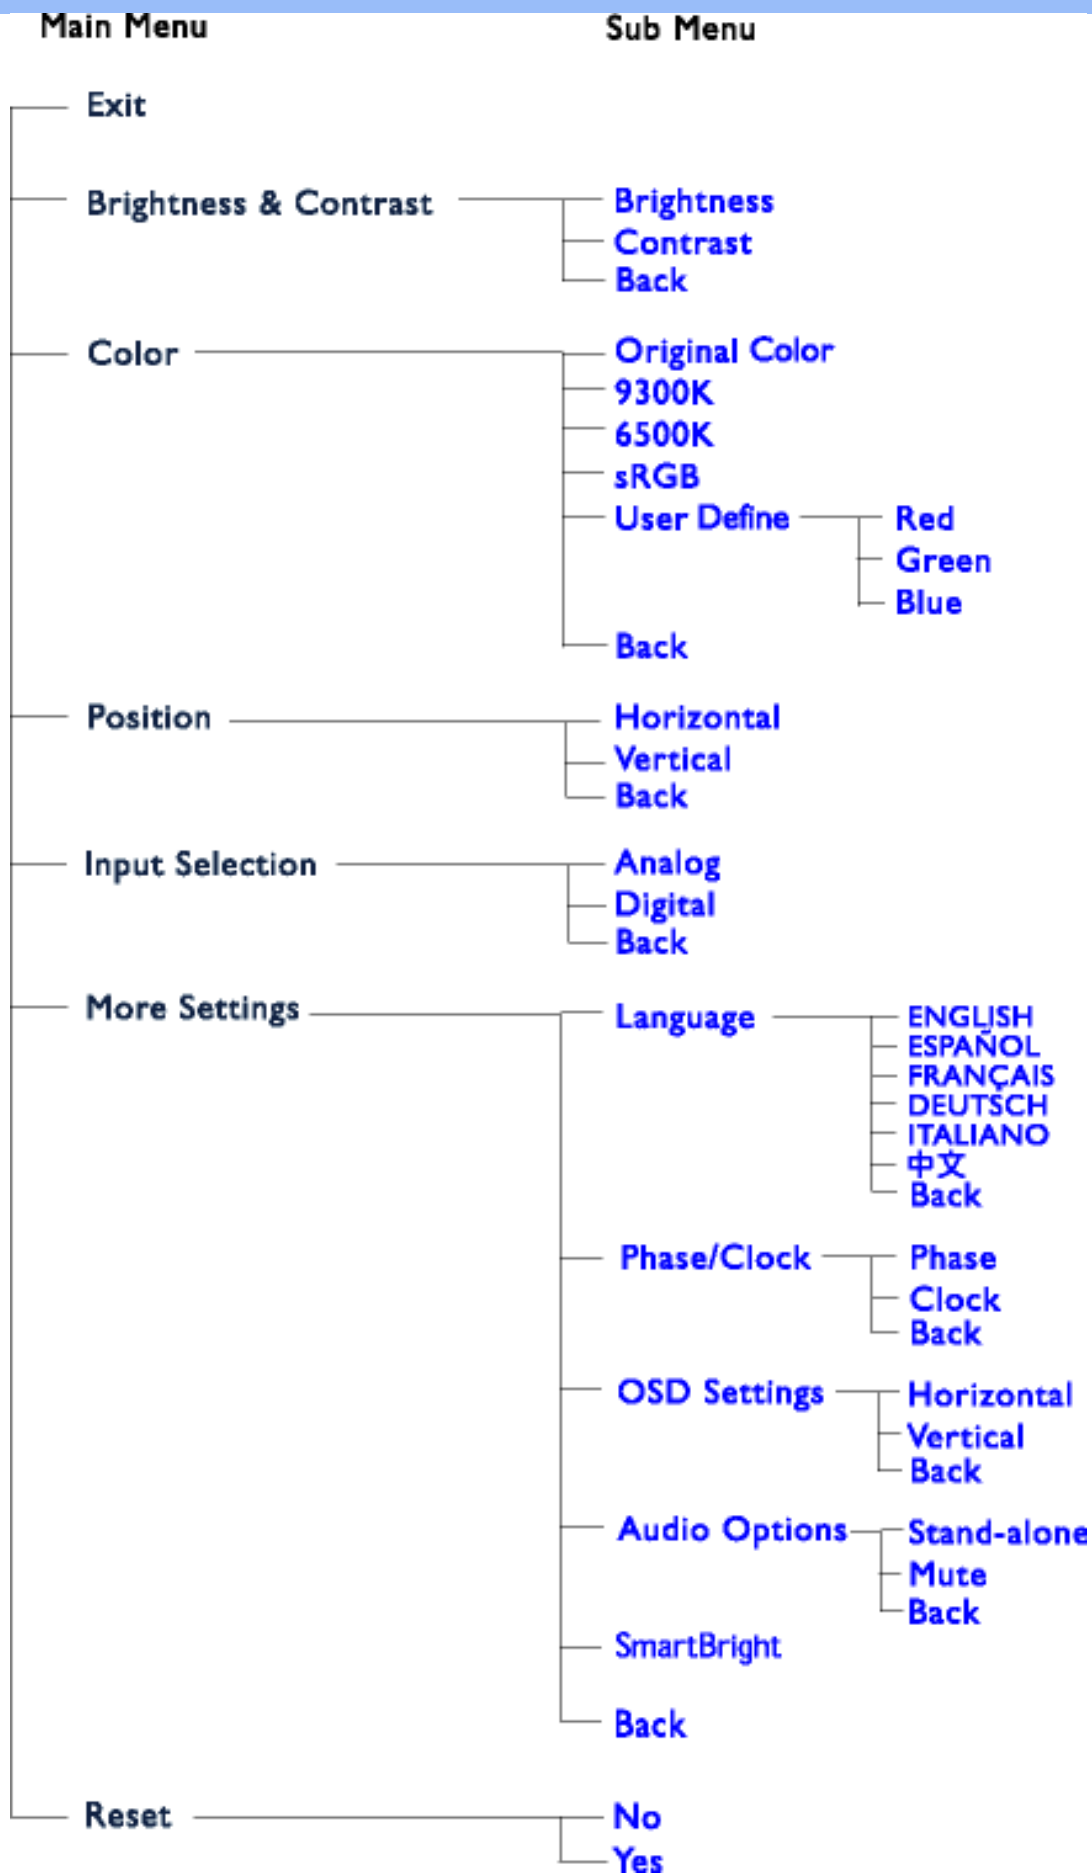 Main Menu Sub Menu
Exit
Brightness & Contrast Brightness
Contrast
Back
Color Original Color
9300K
6500K
sRGB
User Define Red
Green
Blue
Back
Position Horizontal
Vertical
Back
Input Selection Analog
Digital
Back
More Settings Language ENGLISH
ESPAÑOL
FRANÇAIS
DEUTSCH
ITALIANO
中文
Back
Phase/Clock Phase
Clock
Back
OSD Settings Horizontal
Vertical
Back
Audio Options Stand-alone
Mute
Back
SmartBright
Back
Reset No
Yes